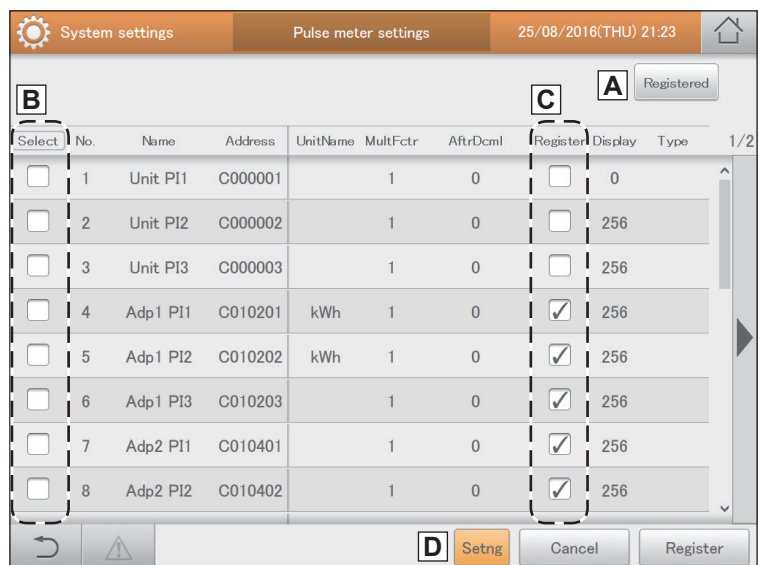 System settings Pulse meter settings 25/08/2016(THU) 21:23
A Registered
B C
Select No. Name Address UnitName MultFctr AftrDcml Register Display Type 1/2
1 Unit PI1 C000001 1 0 0
2 Unit PI2 C000002 1 0 256
3 Unit PI3 C000003 1 0 256
4 Adp1 PI1 C010201 kWh 1 0 256
5 Adp1 PI2 C010202 kWh 1 0 256
6 Adp1 PI3 C010203 1 0 256
7 Adp2 PI1 C010401 1 0 256
8 Adp2 PI2 C010402 1 0 256
D Setng Cancel Register